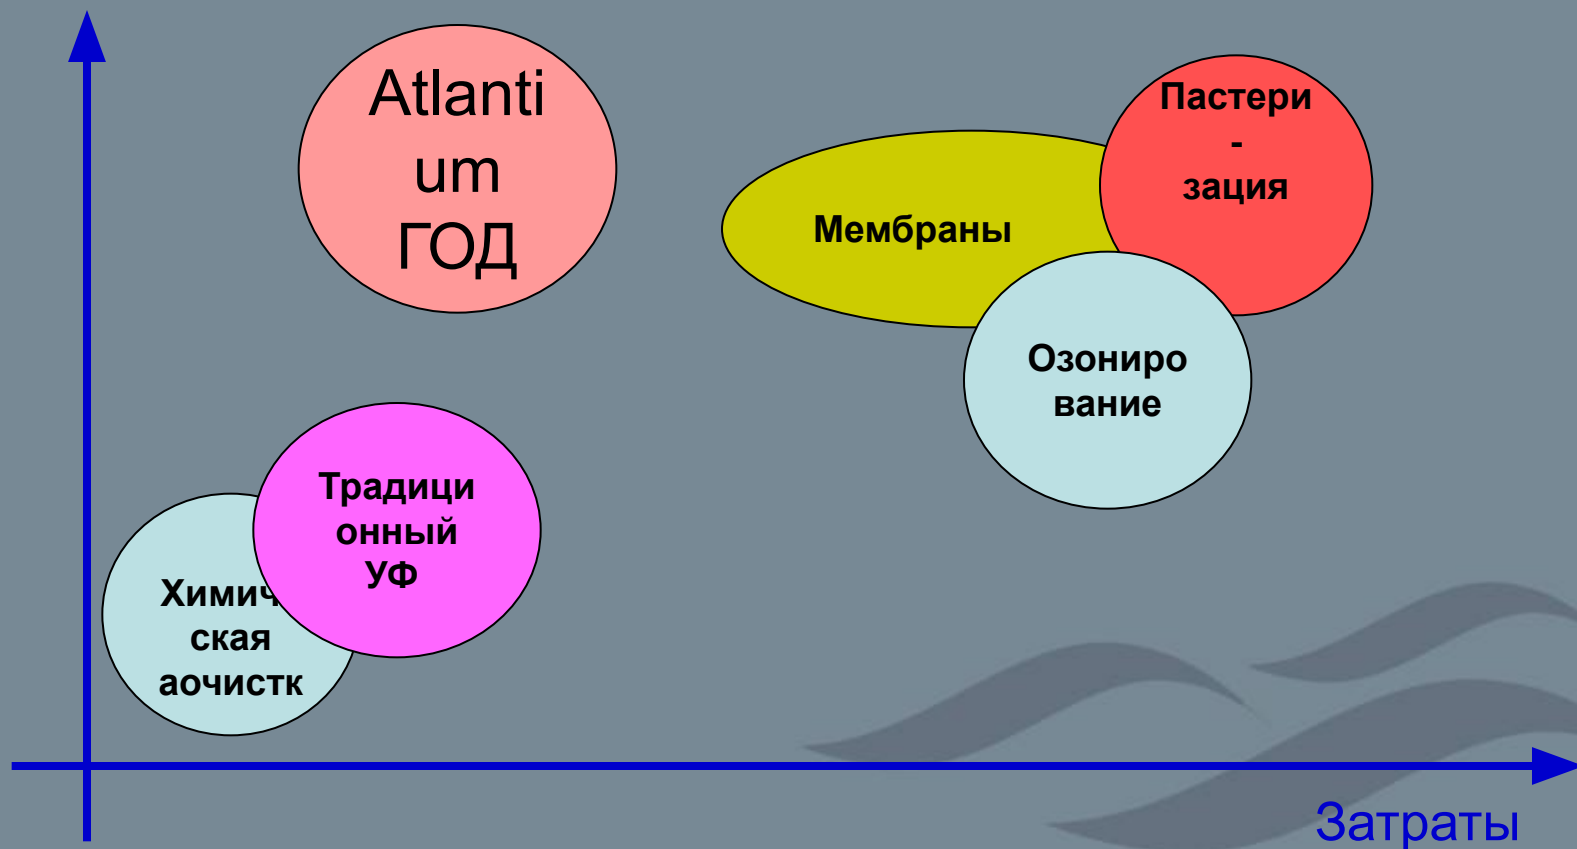 Atlanti
um
ГОД
Пастери
-
зация
Мембраны
Озониро
вание
Традици
онный
УФ
Химич
ская
аочистк
Затраты